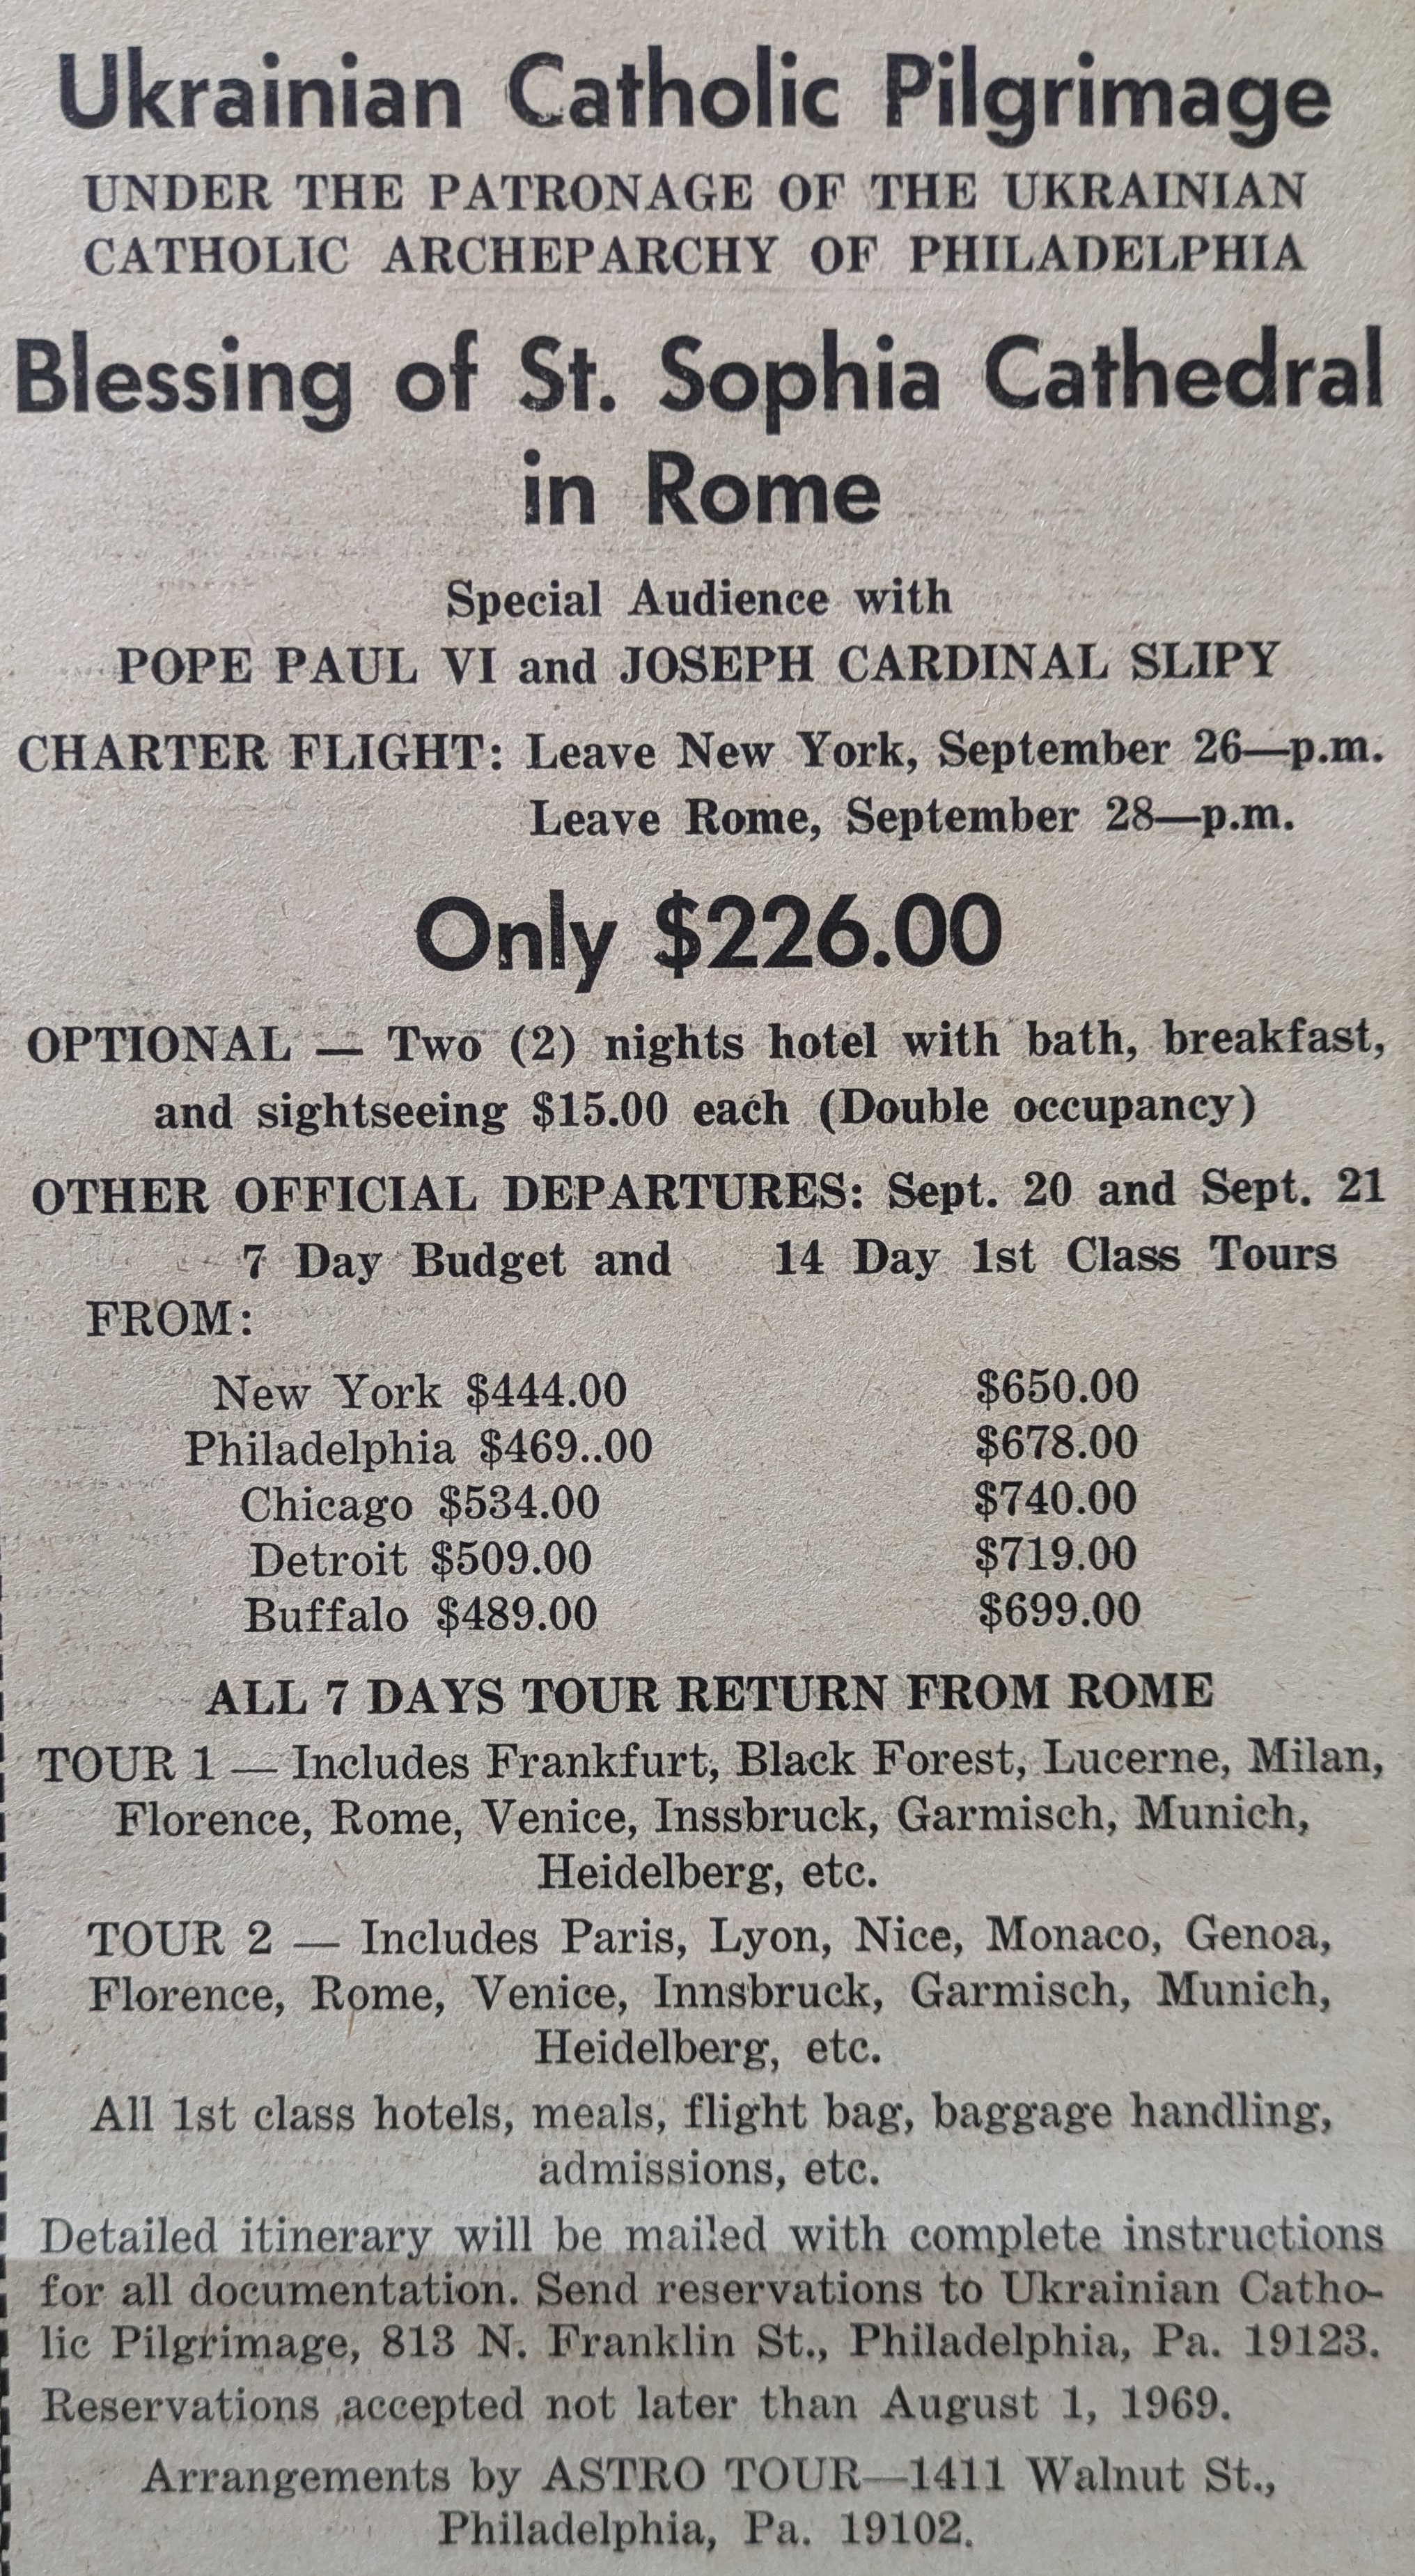 Ukrainian Catholic Pilgrimage
UNDER THE PATRONAGE OF THE UKRAINIAN
CATHOLIC ARCHEPARCHY OF PHILADELPHIA
Blessing of St. Sophia Cathedral
in Rome
Special Audience with
POPE PAUL VI and JOSEPH CARDINAL SLIPY
CHARTER FLIGHT: Leave New York, September 26—p.m.
Leave Rome, September 28—p.m.
Only $226.00
OPTIONAL — Two (2) nights hotel with bath, breakfast,
and sightseeing $15.00 each (Double occupancy)
OTHER OFFICIAL DEPARTURES: Sept. 20 and Sept. 21
7 Day Budget and 14 Day 1st Class Tours
FROM:
New York $444.00 $650.00
Philadelphia $469..00 $678.00
Chicago $534.00 $740.00
Detroit $509.00 $719.00
Buffalo $489.00 $699.00
ALL 7 DAYS TOUR RETURN FROM ROME
TOUR 1 — Includes Frankfurt, Black Forest, Lucerne, Milan,
Florence, Rome, Venice, Inssbruck, Garmisch, Munich,
Heidelberg, etc.
TOUR 2 — Includes Paris, Lyon, Nice, Monaco, Genoa,
Florence, Rome, Venice, Innsbruck, Garmisch, Munich,
Heidelberg, etc.
All 1st class hotels, meals, flight bag, baggage handling,
admissions, etc.
Detailed itinerary will be mailed with complete instructions
for all documentation. Send reservations to Ukrainian Catho-
lic Pilgrimage, 813 N. Franklin St., Philadelphia, Pa. 19123.
Reservations accepted not later than August 1, 1969.
Arrangements by ASTRO TOUR—1411 Walnut St.,
Philadelphia, Pa. 19102.